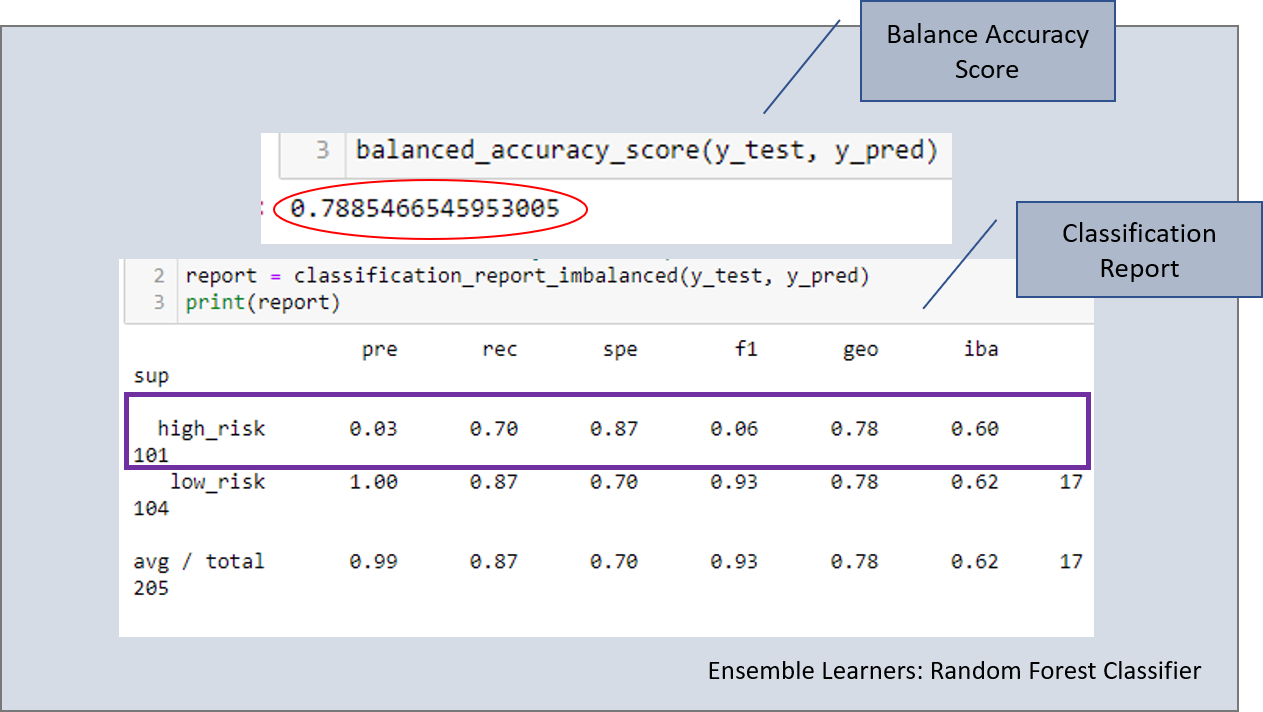 Balance Accuracy
Score
3 balanced_accuracy_score(y_test, y_pred)
: 0.7885466545953005
Classification
Report
2 report = classification_report_imbalanced(y_test, y_pred)
3 print(report)
pre rec spe f1 geo iba
sup
high_risk 0.03 0.70 0.87 0.06 0.78 0.60
101
low_risk 1.00 0.87 0.70 0.93 0.78 0.62 17
104
avg / total 0.99 0.87 0.70 0.93 0.78 0.62 17
205
Ensemble Learners: Random Forest Classifier